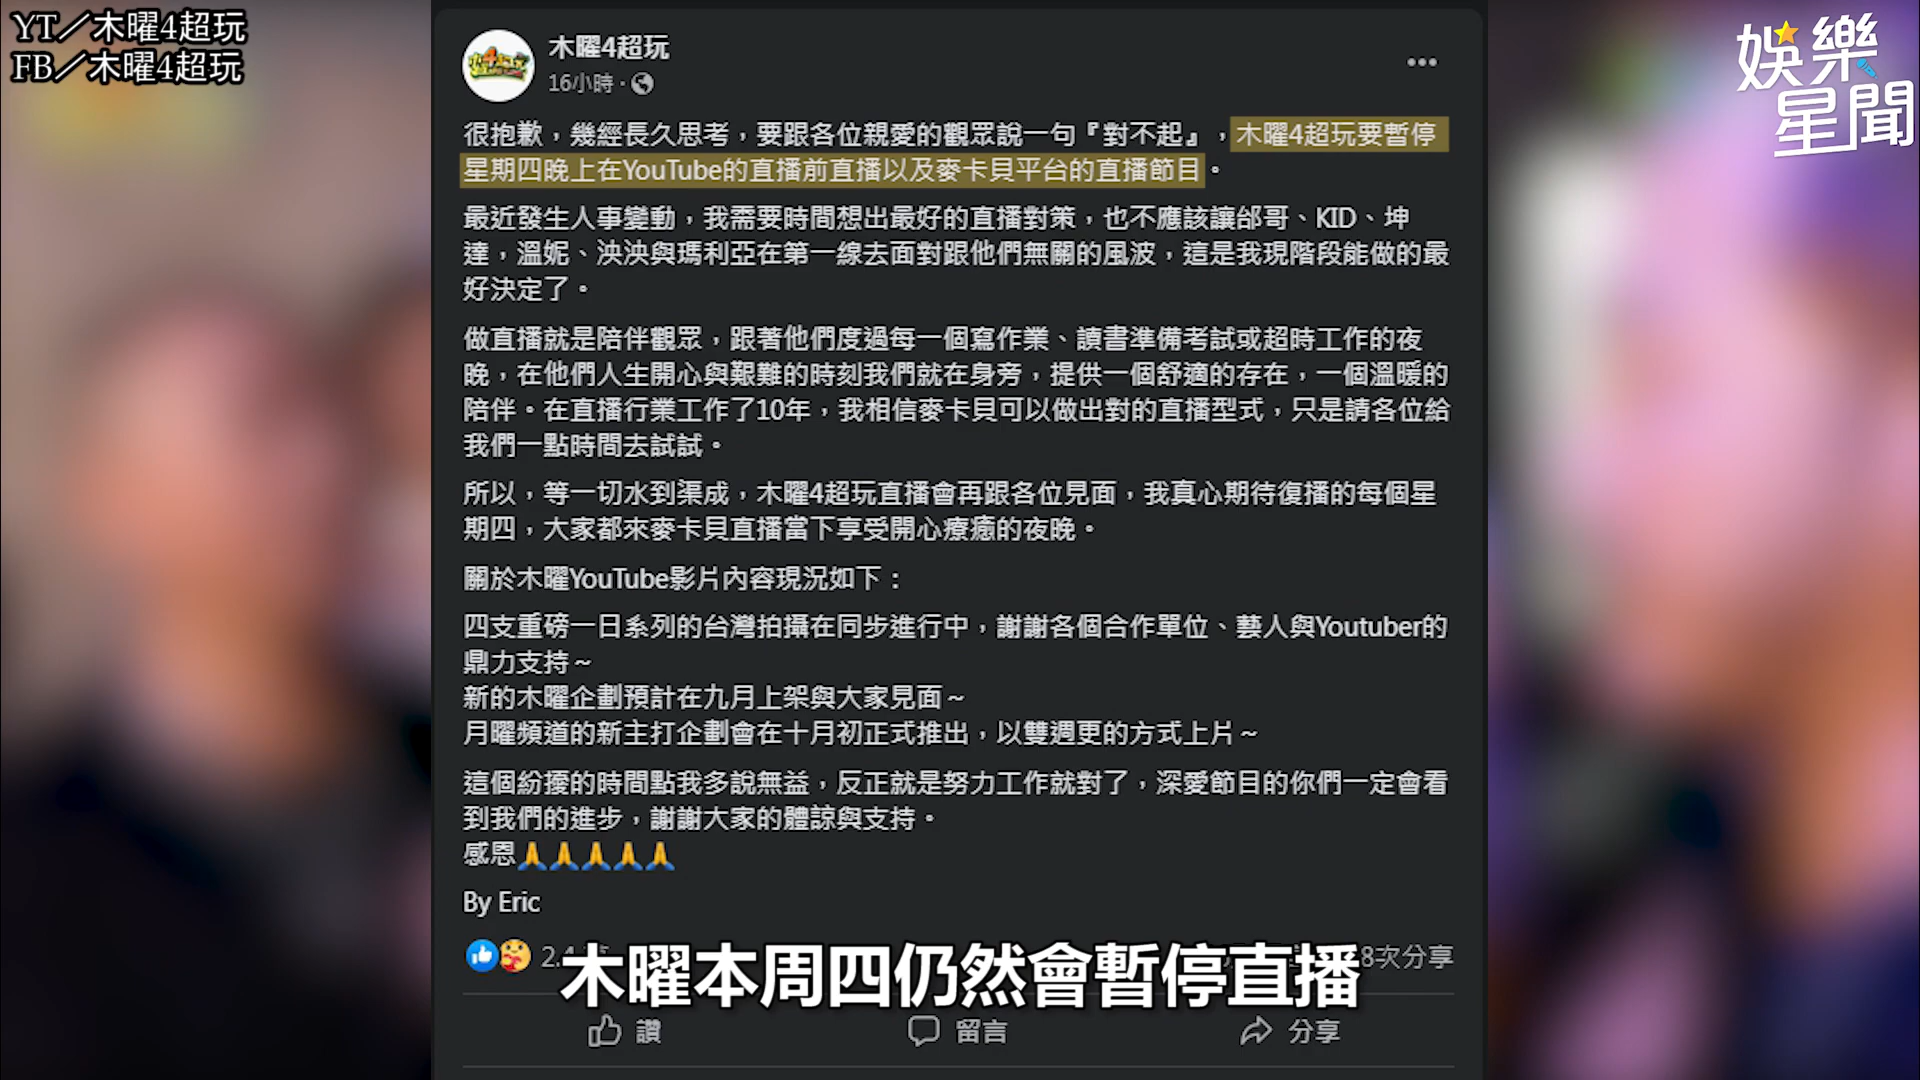 YT／木曜4超玩
FB／木曜4超玩
娛樂星聞
木曜4超玩
16小時·
很抱歉，幾經長久思考，要跟各位親愛的觀眾說一句『對不起』，木曜4超玩要暫停
星期四晚上在YouTube的直播前直播以及麥卡貝平台的直播節目。
最近發生人事變動，我需要時間想出最好的直播對策，也不應該讓邰哥、KID、坤
達，溫妮、泱泱與瑪利亞在第一線去面對跟他們無關的風波，這是我現階段能做的最
好決定了。
做直播就是陪伴觀眾，跟著他們度過每一個寫作業、讀書準備考試或超時工作的夜
晚，在他們人生開心與艱難的時刻我們就在身旁，提供一個舒適的存在，一個溫暖的
陪伴。在直播行業工作了10年，我相信麥卡貝可以做出對的直播型式，只是請各位給
我們一點時間去試試。
所以，等一切水到渠成，木曜4超玩直播會再跟各位見面，我真心期待復播的每個星
期四，大家都來麥卡貝直播當下享受開心療癒的夜晚。
關於木曜YouTube影片內容現況如下：
四支重磅一日系列的台灣拍攝在同步進行中，謝謝各個合作單位、藝人與Youtuber的
鼎力支持～
新的木曜企劃預計在九月上架與大家見面～
月曜頻道的新主打企劃會在十月初正式推出，以雙週更的方式上片～
這個紛擾的時間點我多說無益，反正就是努力工作就對了，深愛節目的你們一定會看
到我們的進步，謝謝大家的體諒與支持。
感恩🙏🙏🙏🙏🙏
By Eric
8次分享
木曜本周四仍然會暫停直播
讚 留言 分享